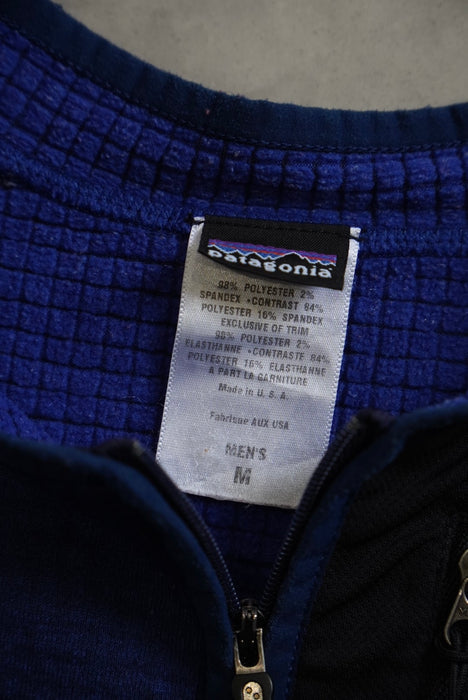 patagonia
98% POLYESTER 2%
SPANDEX • CONTRAST 84%
POLYESTER 16% SPANDEX
EXCLUSIVE OF TRIM
98% POLYESTER 2%
ELASTHANNE • CONTRASTE 84%
POLYESTER 16% ELASTHANNE
A PART LA GARNITURE
Made in U. S. A.
Fabrique AUX USA
MEN'S
M